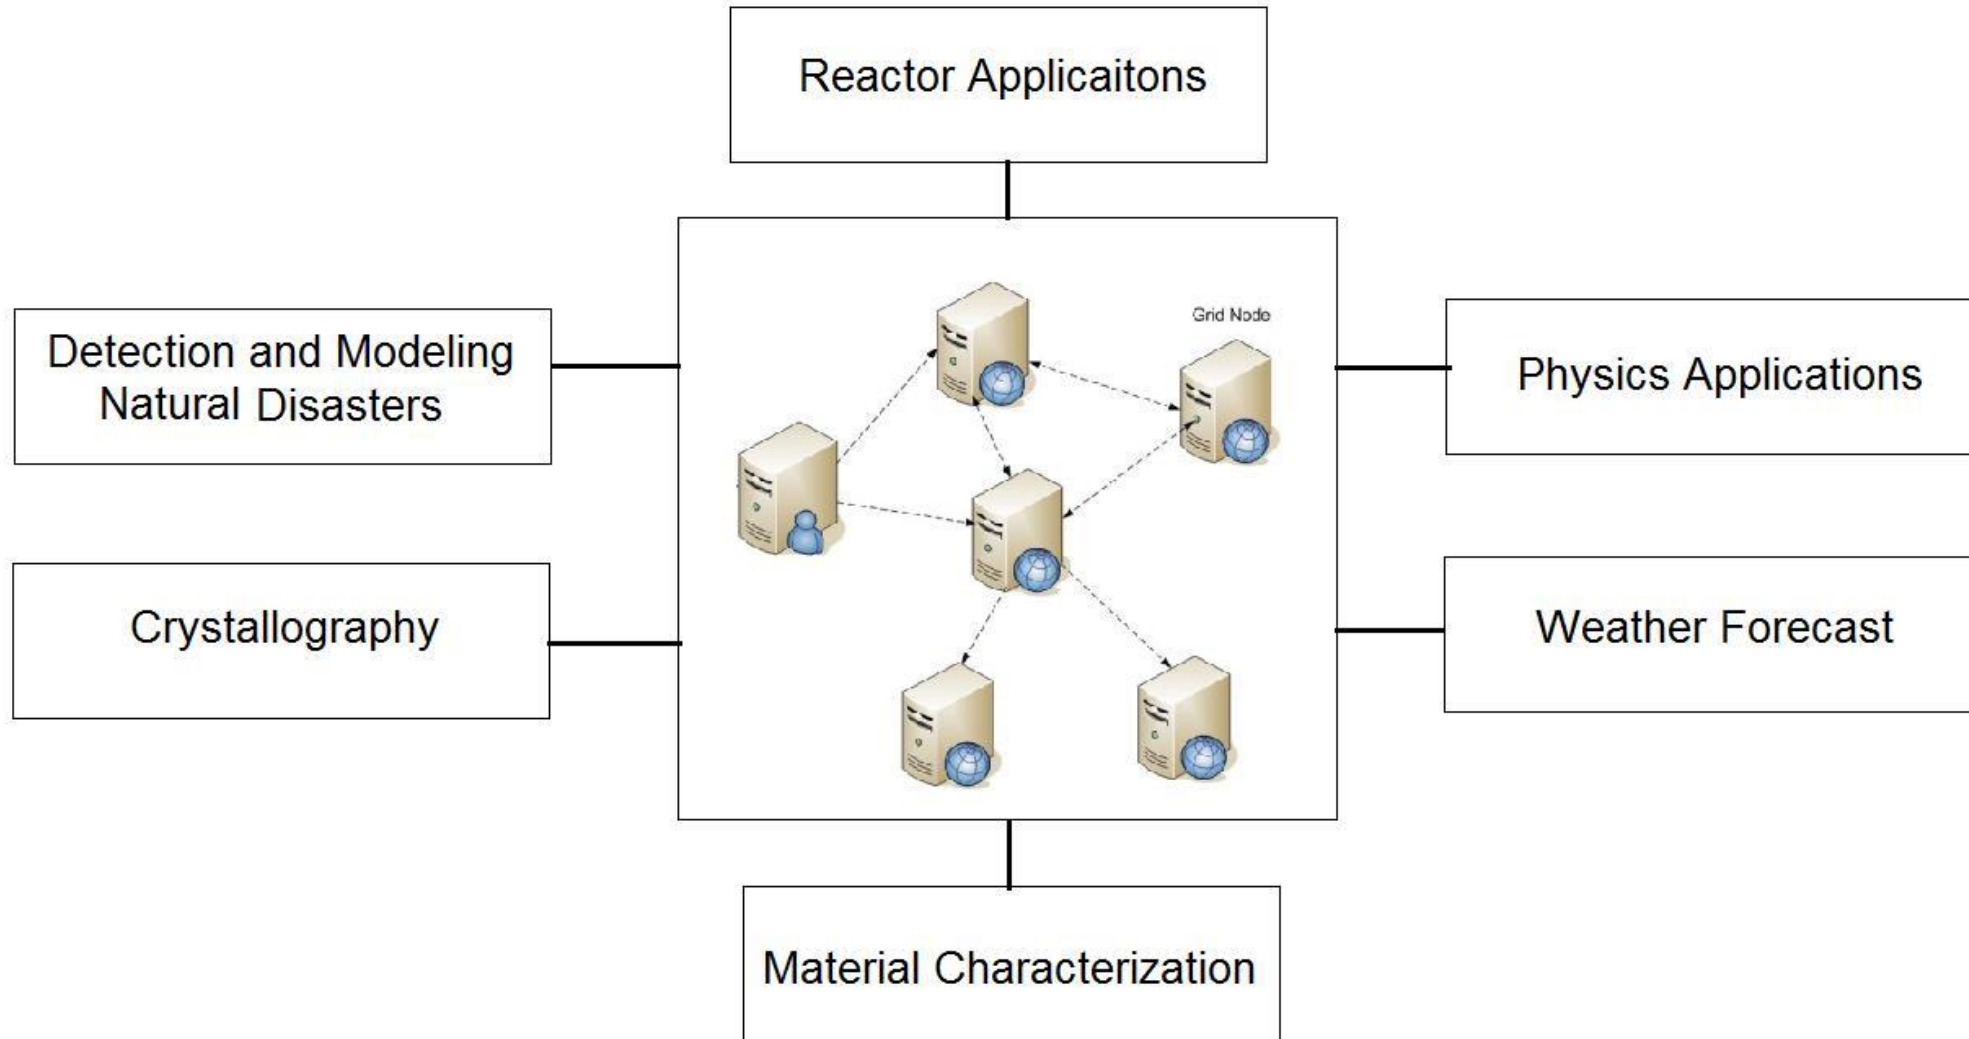 Reactor Applicaitons
Grid Node
Detection and Modeling
Natural Disasters
Physics Applications
Crystallography
Weather Forecast
Material Characterization